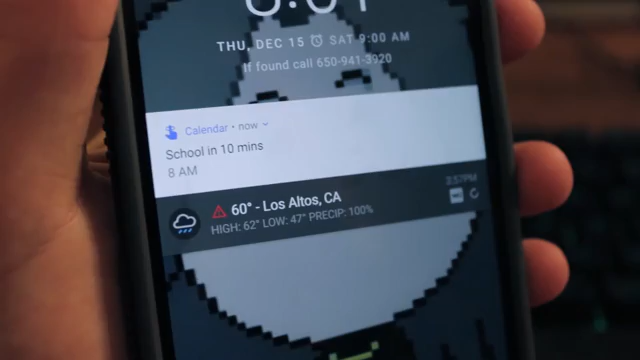 THU, DEC 15 SAT 9:00 AM
If found call 650-941-3920
Calendar • now
School in 10 mins
8 AM
3:57PM
60° - Los Altos, CA
HIGH: 62° LOW: 47° PRECIP: 100%